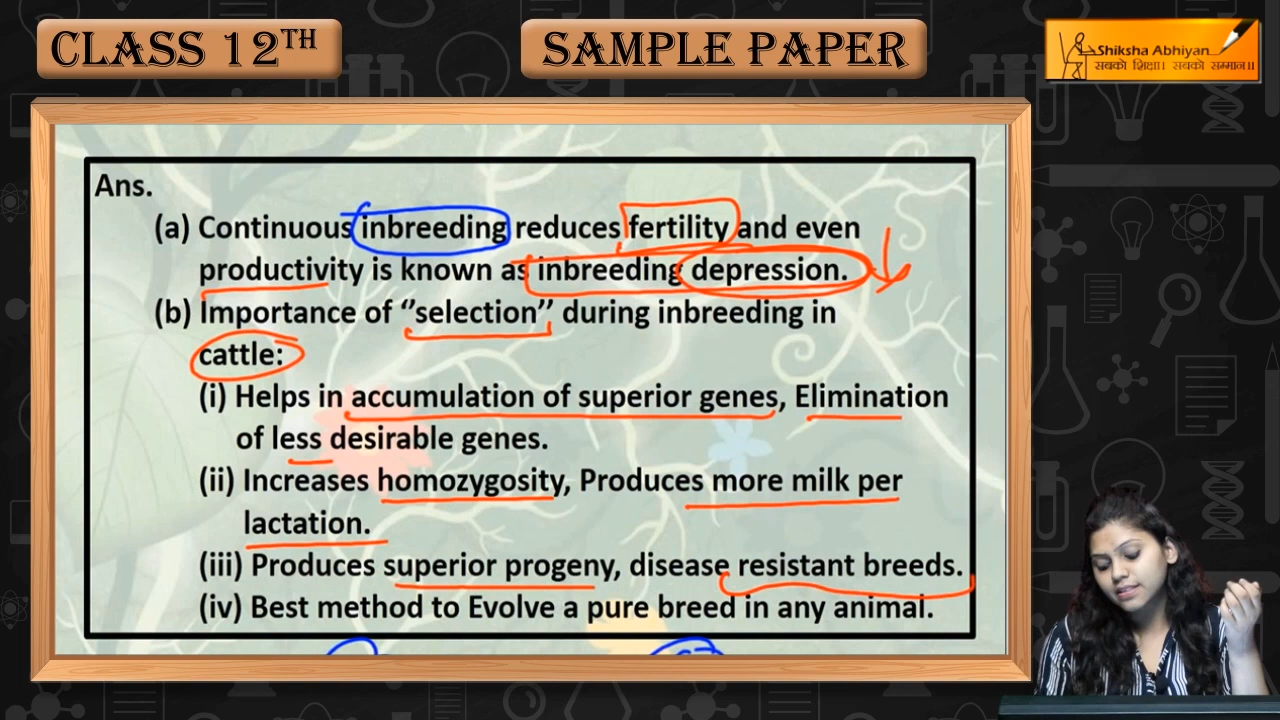 CLASS 12TH
SAMPLE PAPER
Shiksha Abhiyan
सबको शिक्षा। सबको सम्मान॥
Ans.
(a) Continuous inbreeding reduces fertility and even
productivity is known as inbreeding depression.
(b) Importance of ‘‘selection’’ during inbreeding in
cattle:
(i) Helps in accumulation of superior genes, Elimination
of less desirable genes.
(ii) Increases homozygosity, Produces more milk per
lactation.
(iii) Produces superior progeny, disease resistant breeds.
(iv) Best method to Evolve a pure breed in any animal.